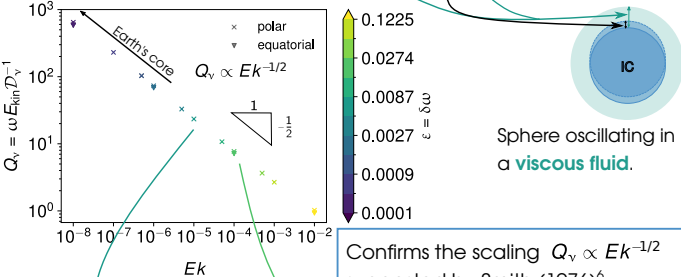 10³
10²
10¹
10⁰
Q_ν = ωE_kin𝒟_ν⁻¹
Earth's core
× polar
▼ equatorial
Q_ν ∝ Ek^{-1/2}
1
-1/2
10⁻⁸ 10⁻⁷ 10⁻⁶ 10⁻⁵ 10⁻⁴ 10⁻³ 10⁻²
Ek
0.1225
0.0274
0.0087
0.0027
0.0009
0.0001
ε = δω
IC
Sphere oscillating in
a viscous fluid.
Confirms the scaling Q_ν ∝ Ek^{-1/2}